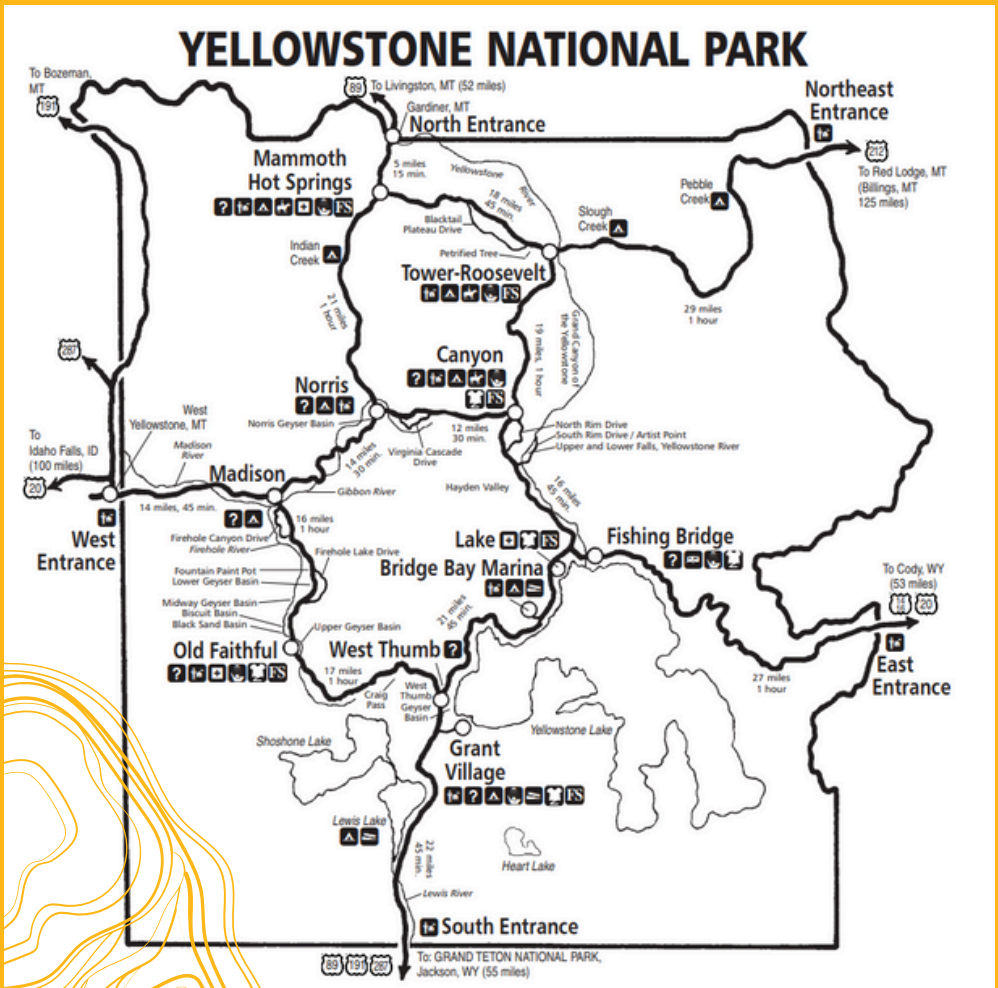 YELLOWSTONE NATIONAL PARK
To Bozeman,
MT
191
89
To Livingston, MT (52 miles)
Gardiner, MT
North Entrance
Northeast
Entrance
212
To Red Lodge, MT
(Billings, MT
125 miles)
Mammoth
Hot Springs
? FS
5 miles
15 min.
Yellowstone River
18 miles
45 min.
Blacktail
Plateau Drive
Petrified Tree
Slough
Creek
Pebble
Creek
Indian
Creek
Tower-Roosevelt
FS
29 miles
1 hour
21 miles
1 hour
19 miles, 1 hour
Grand Canyon of
the Yellowstone
287
Canyon
?
FS
Norris
?
Norris Geyser Basin
12 miles
30 min.
Virginia Cascade
Drive
North Rim Drive
South Rim Drive / Artist Point
Upper and Lower Falls, Yellowstone River
West
Yellowstone, MT
To
Idaho Falls, ID
(100 miles)
20
Madison
River
14 miles
30 min.
Madison
?
Gibbon River
Hayden Valley
16 miles
45 min.
14 miles, 45 min.
West
Entrance
16 miles
1 hour
Firehole Canyon Drive
Firehole River
Firehole Lake Drive
Fountain Paint Pot
Lower Geyser Basin
Midway Geyser Basin
Biscuit Basin
Black Sand Basin
Upper Geyser Basin
Lake FS
Fishing Bridge
?
Bridge Bay Marina
To Cody, WY
(53 miles)
20
21 miles
45 min.
Old Faithful
? FS
West Thumb ?
17 miles
1 hour
Craig
Pass
West
Thumb
Geyser
Basin
27 miles
1 hour
East
Entrance
Shoshone Lake
Yellowstone Lake
Grant
Village
? FS
Lewis Lake
Heart Lake
22 miles
45 min.
Lewis River
South Entrance
89 191 287
To: GRAND TETON NATIONAL PARK,
Jackson, WY (55 miles)